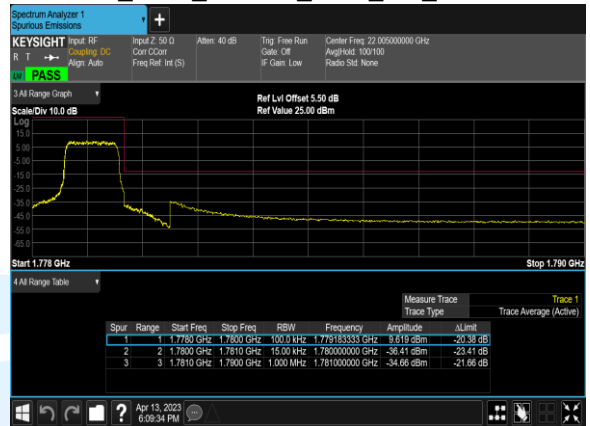 Spectrum Analyzer 1
Spurious Emissions
+
KEYSIGHT Input: RF Input Z: 50 Ω Atten: 40 dB Trig: Free Run Center Freq: 22.005000000 GHz
R T Coupling: DC Corr CCorr Gate: Off Avg|Hold: 100/100
Align: Auto Freq Ref: Int (S) IF Gain: Low Radio Std: None
PASS
3 All Range Graph
Ref Lvl Offset 5.50 dB
Scale/Div 10.0 dB Ref Value 25.00 dBm
Log
15.0
5.00
-5.00
-15.0
-25.0
-35.0
-45.0
-55.0
-65.0
Start 1.778 GHz Stop 1.790 GHz
4 All Range Table
Measure Trace Trace 1
Trace Type Trace Average (Active)
Spur Range Start Freq Stop Freq RBW Frequency Amplitude ΔLimit
1 1 1.7780 GHz 1.7800 GHz 100.0 kHz 1.779183333 GHz 9.619 dBm -20.38 dB
2 2 1.7800 GHz 1.7810 GHz 15.00 kHz 1.780000000 GHz -36.41 dBm -23.41 dB
3 3 1.7810 GHz 1.7900 GHz 1.000 MHz 1.781000000 GHz -34.66 dBm -21.66 dB
? Apr 13, 2023
6:09:34 PM